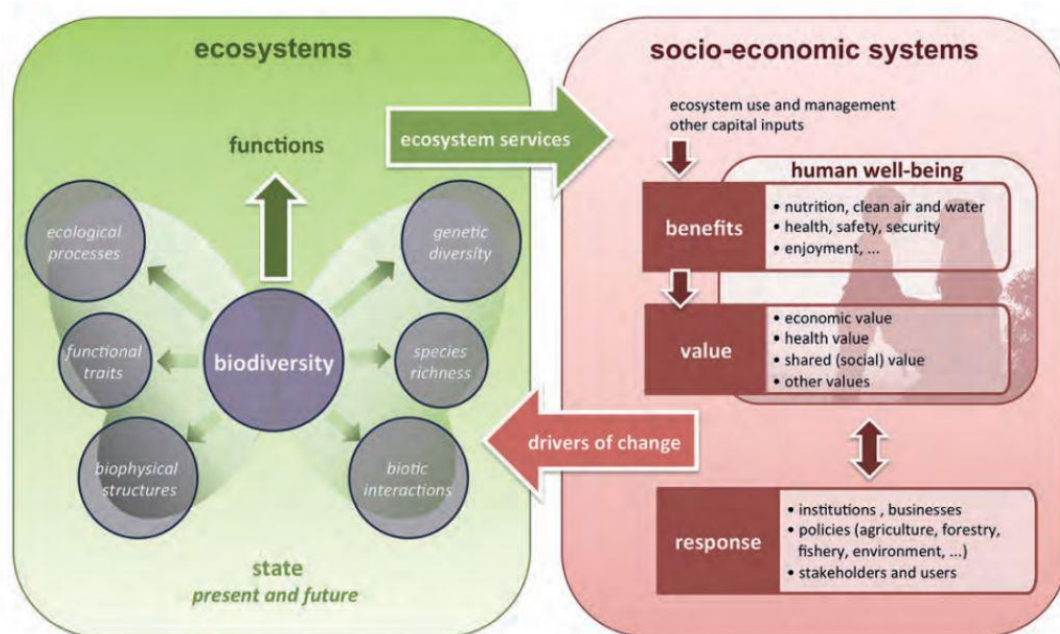 ecosystems
functions
ecological
processes
genetic
diversity
functional
traits
biodiversity
species
richness
biophysical
structures
biotic
interactions
state
present and future
ecosystem services
drivers of change
socio-economic systems
ecosystem use and management
other capital inputs
human well-being
benefits
• nutrition, clean air and water
• health, safety, security
• enjoyment, ...
value
• economic value
• health value
• shared (social) value
• other values
response
• institutions , businesses
• policies (agriculture, forestry,
fishery, environment, ...)
• stakeholders and users